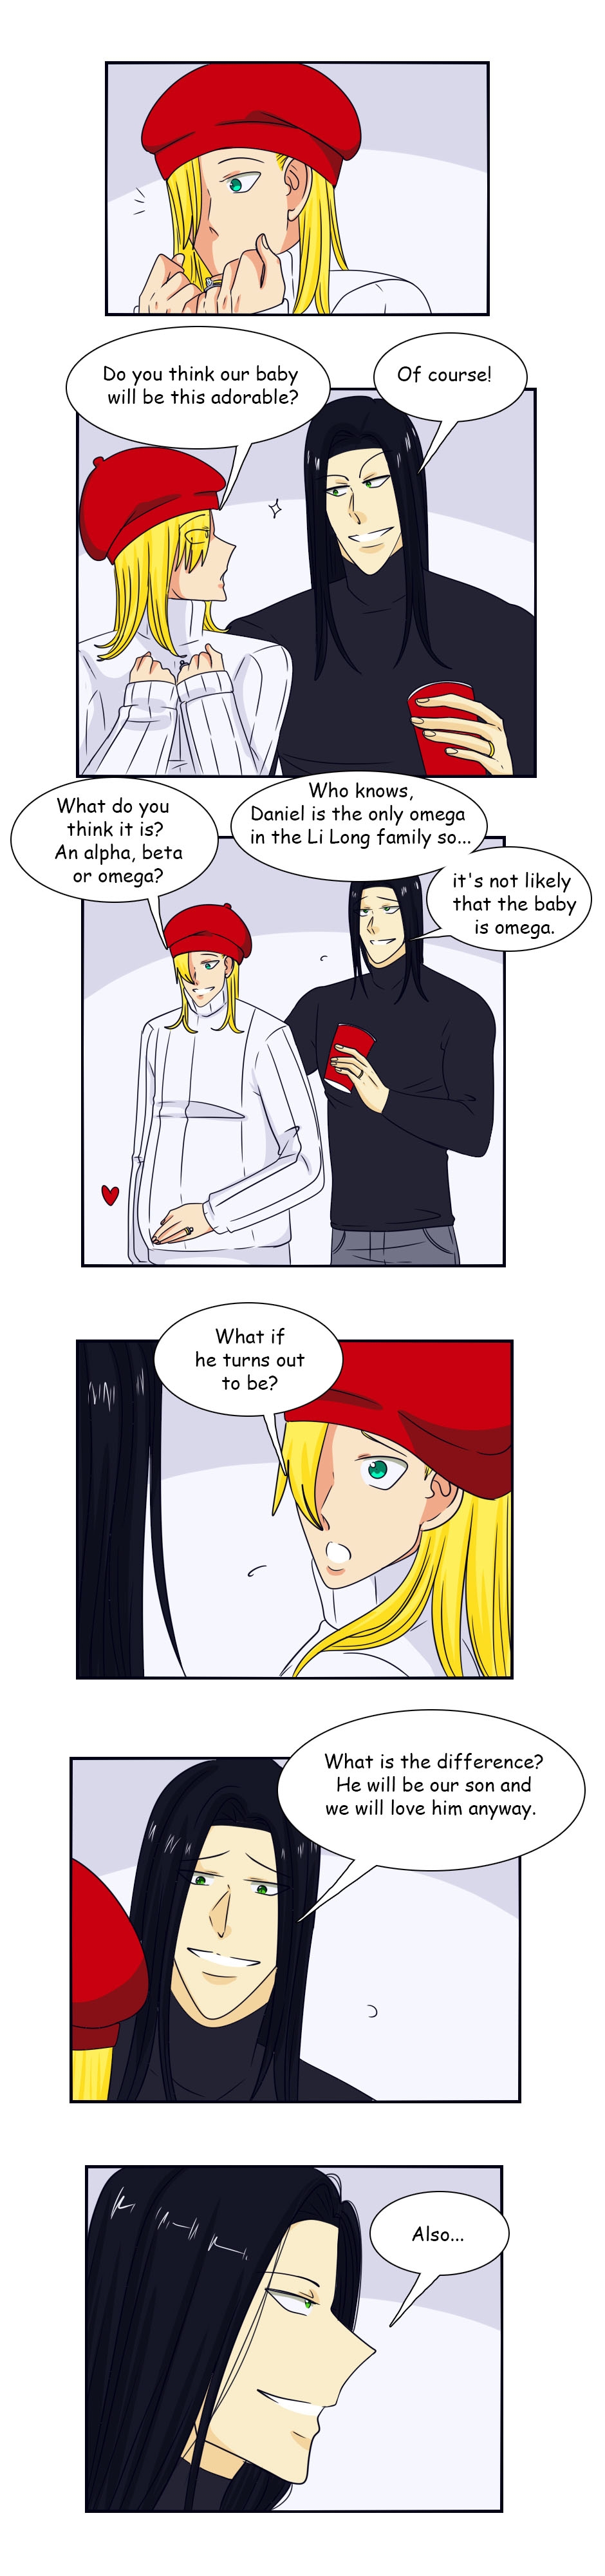 Do you think our baby
will be this adorable?
Of course!
What do you
think it is?
An alpha, beta
or omega?
Who knows,
Daniel is the only omega
in the Li Long family so...
it's not likely
that the baby
is omega.
What if
he turns out
to be?
What is the difference?
He will be our son and
we will love him anyway.
Also...